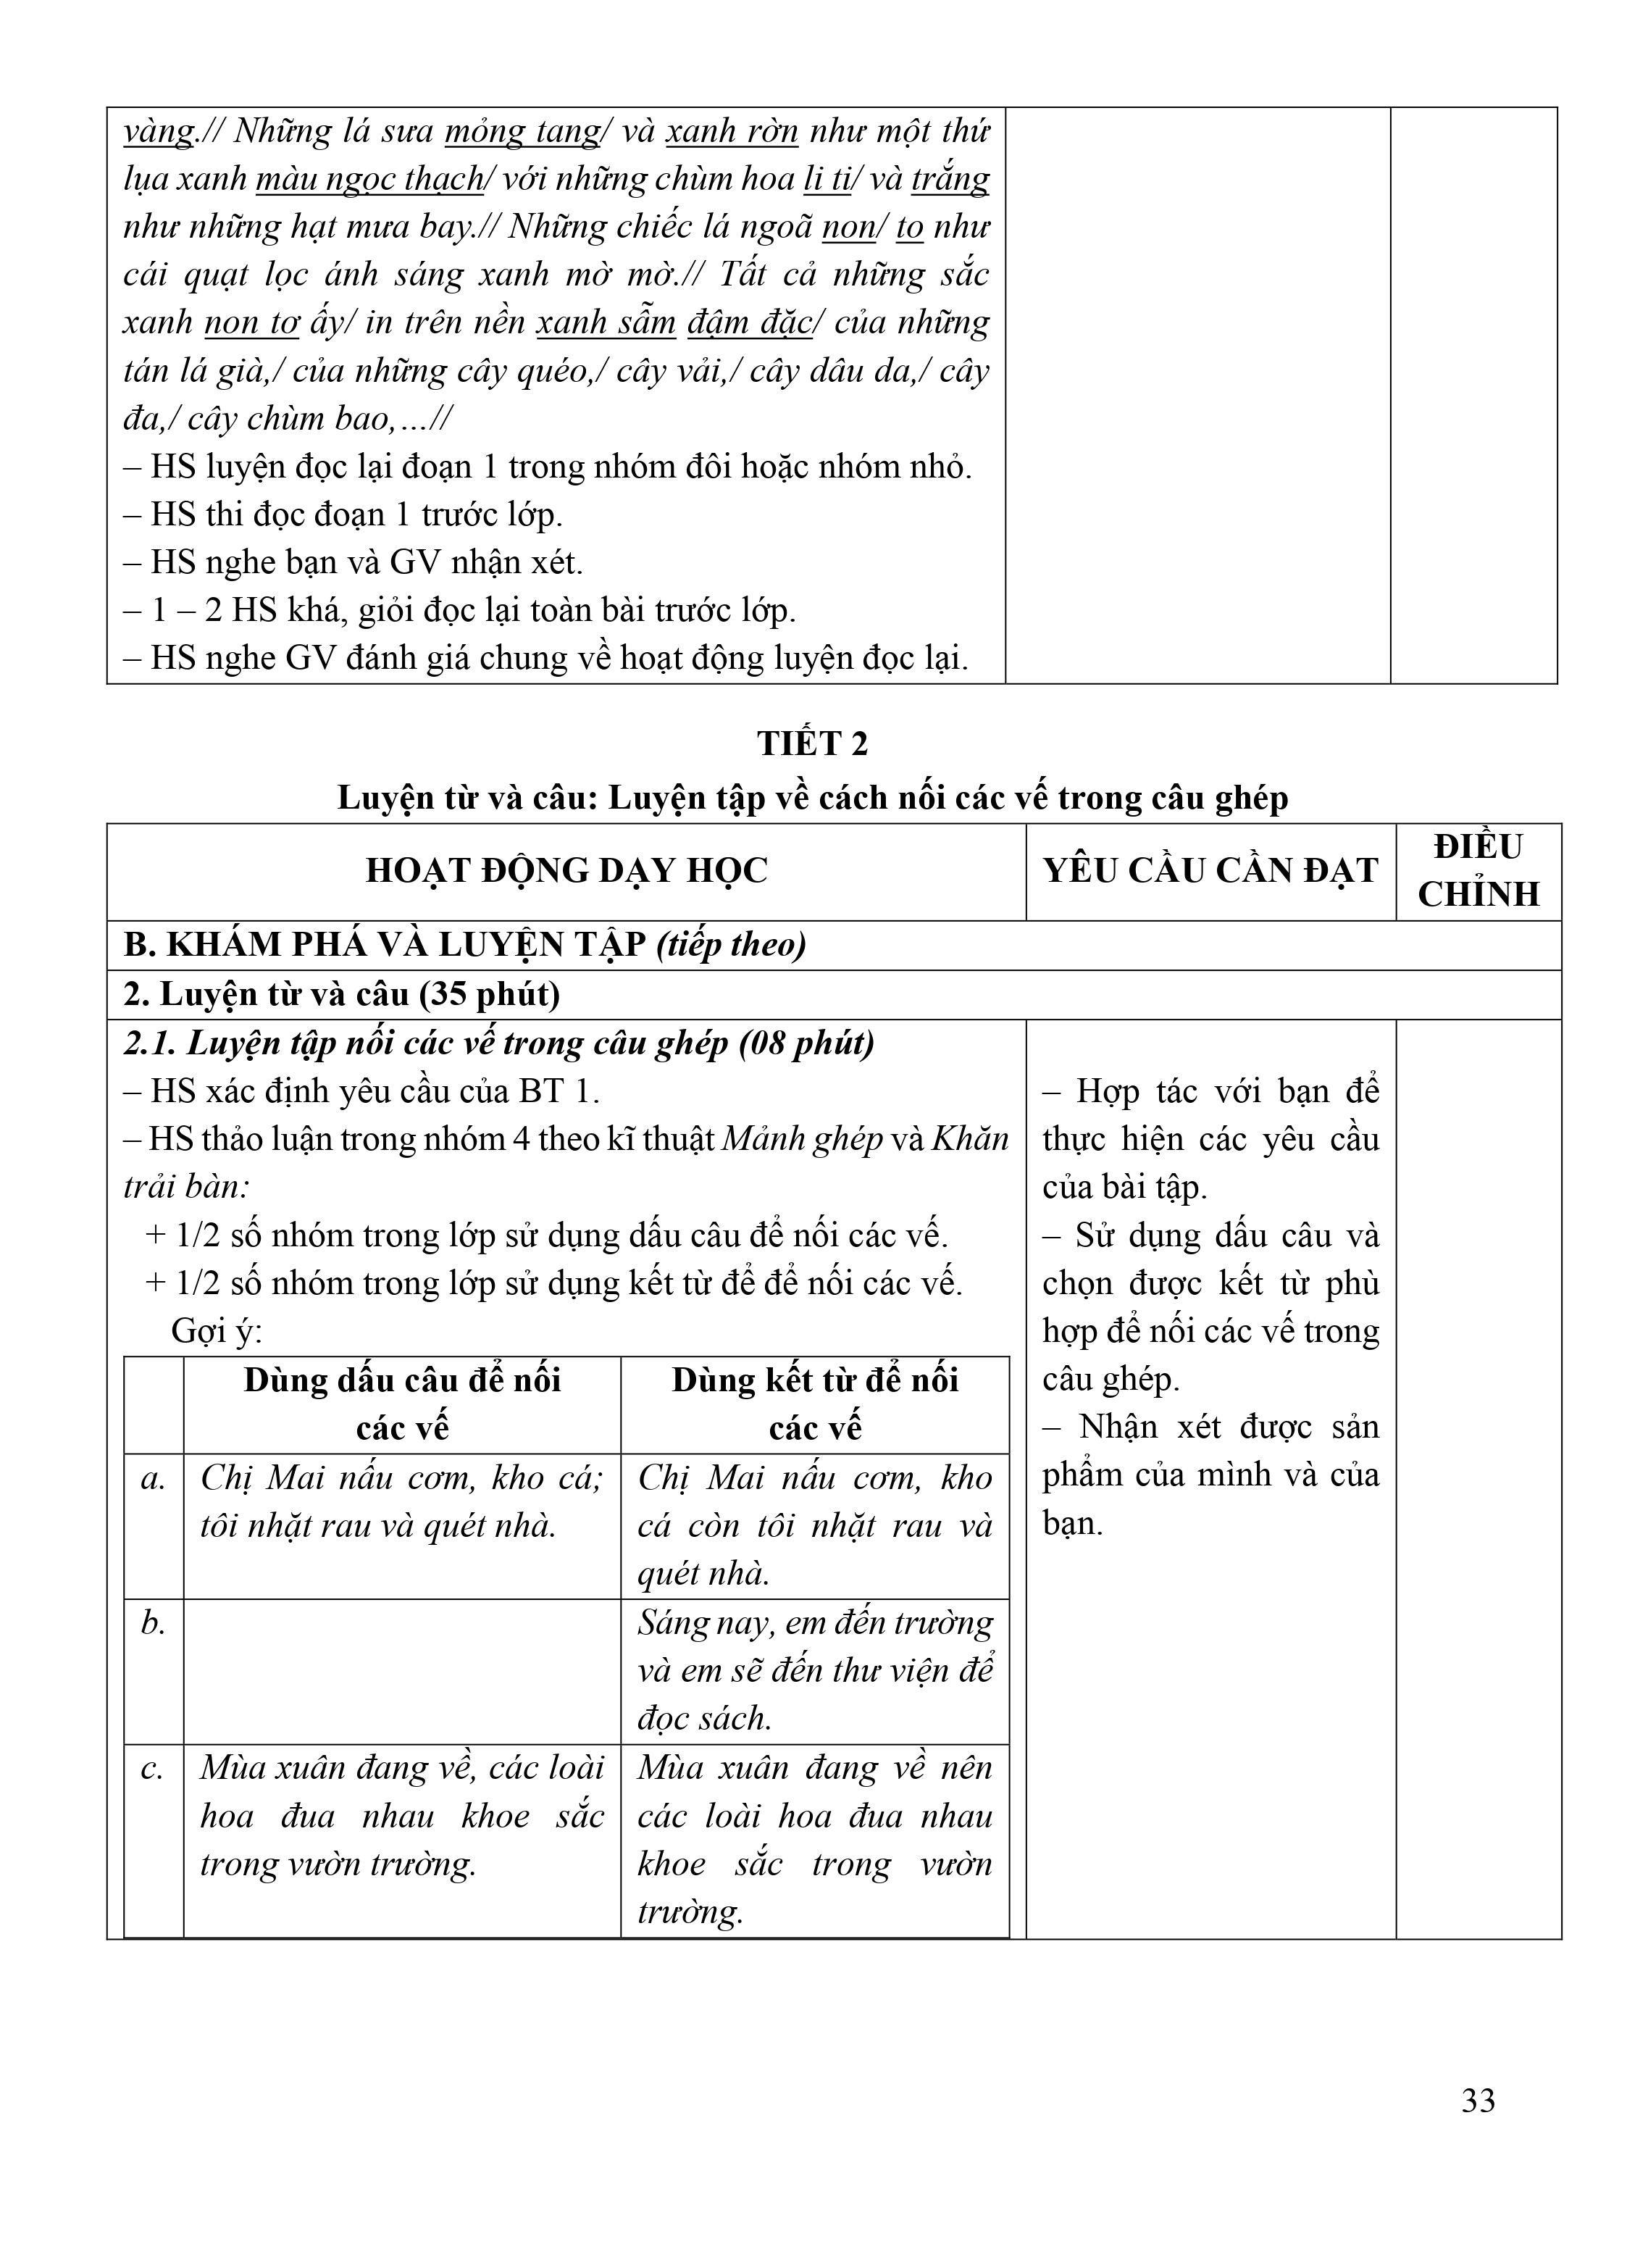 vàng.// Những lá sưa mỏng tang/ và xanh rờn như một thứ
lụa xanh màu ngọc thạch/ với những chùm hoa li ti/ và trắng
như những hạt mưa bay.// Những chiếc lá ngoã non/ to như
cái quạt lọc ánh sáng xanh mờ mờ.// Tất cả những sắc
xanh non tơ ấy/ in trên nền xanh sẫm đậm đặc/ của những
tán lá già,/ của những cây quéo,/ cây vải,/ cây dâu da,/ cây
đa,/ cây chùm bao,…//
– HS luyện đọc lại đoạn 1 trong nhóm đôi hoặc nhóm nhỏ.
– HS thi đọc đoạn 1 trước lớp.
– HS nghe bạn và GV nhận xét.
– 1 – 2 HS khá, giỏi đọc lại toàn bài trước lớp.
– HS nghe GV đánh giá chung về hoạt động luyện đọc lại.
TIẾT 2
Luyện từ và câu: Luyện tập về cách nối các vế trong câu ghép
HOẠT ĐỘNG DẠY HỌC
YÊU CẦU CẦN ĐẠT
ĐIỀU
CHỈNH
B. KHÁM PHÁ VÀ LUYỆN TẬP (tiếp theo)
2. Luyện từ và câu (35 phút)
2.1. Luyện tập nối các vế trong câu ghép (08 phút)
– HS xác định yêu cầu của BT 1.
– HS thảo luận trong nhóm 4 theo kĩ thuật Mảnh ghép và Khăn
trải bàn:
+ 1/2 số nhóm trong lớp sử dụng dấu câu để nối các vế.
+ 1/2 số nhóm trong lớp sử dụng kết từ để để nối các vế.
Gợi ý:
Dùng dấu câu để nối
các vế
Dùng kết từ để nối
các vế
a.
Chị Mai nấu cơm, kho cá;
tôi nhặt rau và quét nhà.
Chị Mai nấu cơm, kho
cá còn tôi nhặt rau và
quét nhà.
b.
Sáng nay, em đến trường
và em sẽ đến thư viện để
đọc sách.
c.
Mùa xuân đang về, các loài
hoa đua nhau khoe sắc
trong vườn trường.
Mùa xuân đang về nên
các loài hoa đua nhau
khoe sắc trong vườn
trường.
– Hợp tác với bạn để
thực hiện các yêu cầu
của bài tập.
– Sử dụng dấu câu và
chọn được kết từ phù
hợp để nối các vế trong
câu ghép.
– Nhận xét được sản
phẩm của mình và của
bạn.
33